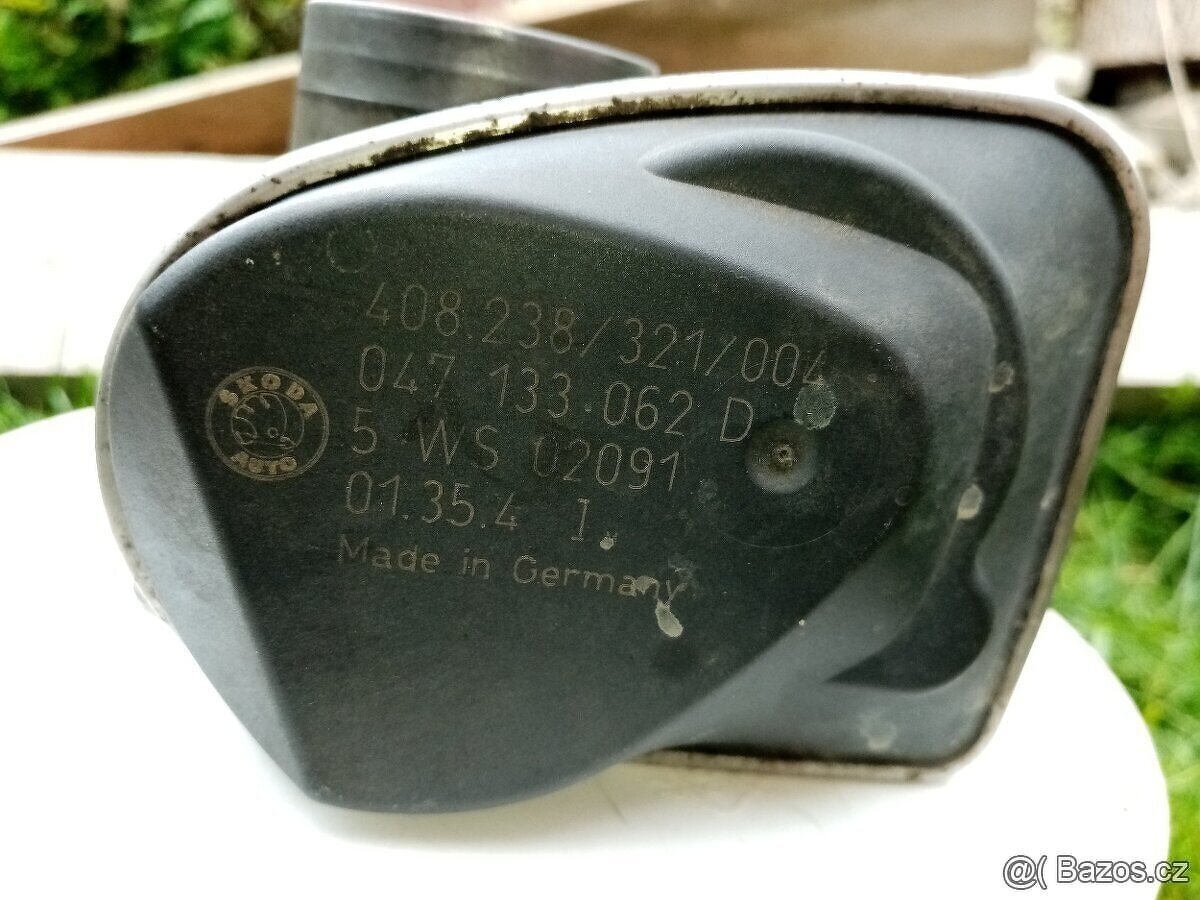 408.238/321/004
047 133.062 D
5 WS 02091
01.35.4 I.
Made in Germany
ŠKODA
AUTO
@( Bazos.cz